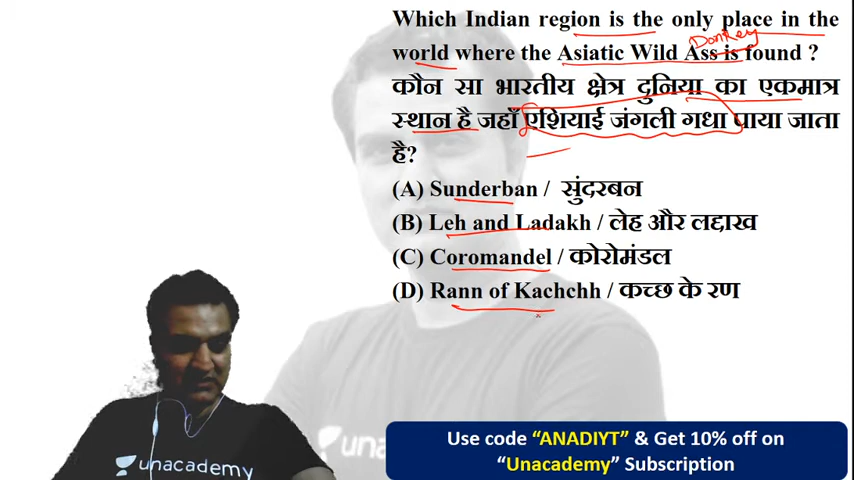 Which Indian region is the only place in the
Donkey
world where the Asiatic Wild Ass is found ?
कौन सा भारतीय क्षेत्र दुनिया का एकमात्र
स्थान है जहाँ एशियाई जंगली गधा पाया जाता
है?
(A) Sunderban / सुंदरबन
(B) Leh and Ladakh / लेह और लद्दाख
(C) Coromandel / कोरोमंडल
(D) Rann of Kachchh / कच्छ के रण
unacademy
una
Use code “ANADIYT” & Get 10% off on
“Unacademy” Subscription